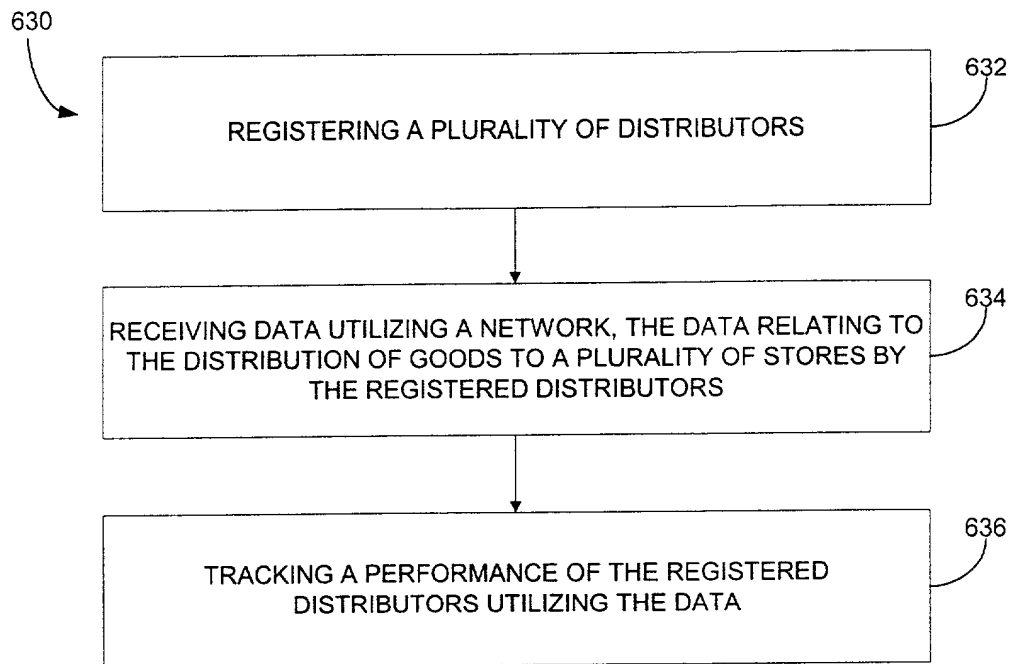 630
632
REGISTERING A PLURALITY OF DISTRIBUTORS
634
RECEIVING DATA UTILIZING A NETWORK, THE DATA RELATING TO
THE DISTRIBUTION OF GOODS TO A PLURALITY OF STORES BY
THE REGISTERED DISTRIBUTORS
636
TRACKING A PERFORMANCE OF THE REGISTERED
DISTRIBUTORS UTILIZING THE DATA